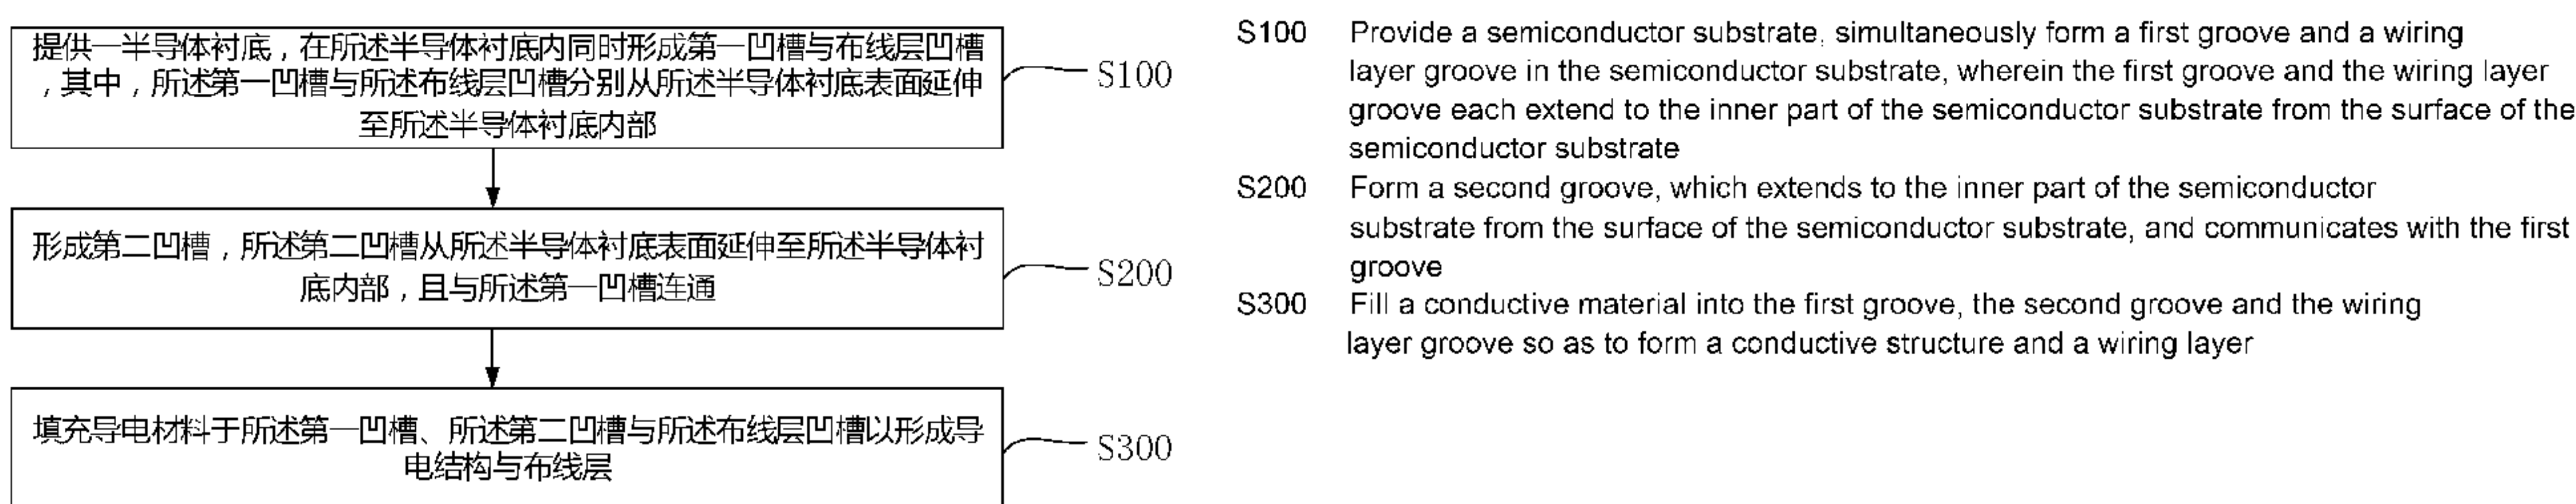 提供一半导体衬底，在所述半导体衬底内同时形成第一凹槽与布线层凹槽
，其中，所述第一凹槽与所述布线层凹槽分别从所述半导体衬底表面延伸
至所述半导体衬底内部
S100
形成第二凹槽，所述第二凹槽从所述半导体衬底表面延伸至所述半导体衬
底内部，且与所述第一凹槽连通
S200
填充导电材料于所述第一凹槽、所述第二凹槽与所述布线层凹槽以形成导
电结构与布线层
S300
S100 Provide a semiconductor substrate, simultaneously form a first groove and a wiring
layer groove in the semiconductor substrate, wherein the first groove and the wiring layer
groove each extend to the inner part of the semiconductor substrate from the surface of the
semiconductor substrate
S200 Form a second groove, which extends to the inner part of the semiconductor
substrate from the surface of the semiconductor substrate, and communicates with the first
groove
S300 Fill a conductive material into the first groove, the second groove and the wiring
layer groove so as to form a conductive structure and a wiring layer